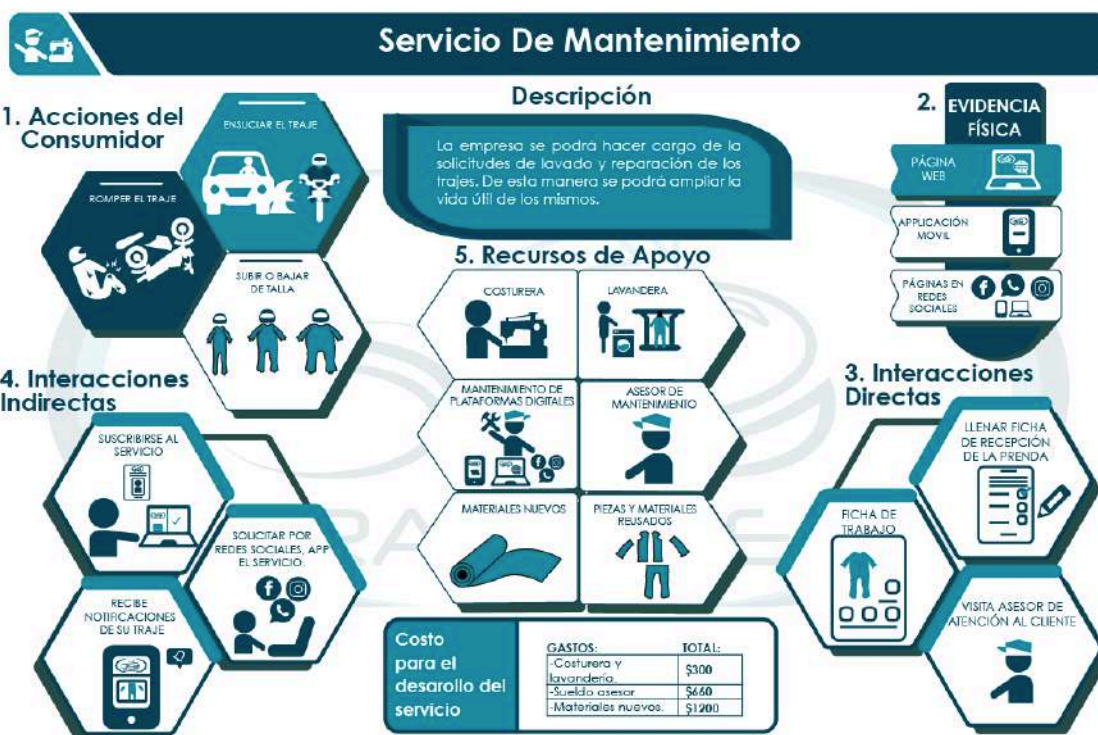 Servicio De Mantenimiento
1. Acciones del
Consumidor
ENSUCIAR EL TRAJE
ROMPER EL TRAJE
SUBIR O BAJAR
DE TALLA
Descripción
La empresa se podrá hacer cargo de la
solicitudes de lavado y reparación de los
trajes. De esta manera se podrá ampliar la
vida útil de los mismos.
2. EVIDENCIA
FÍSICA
PÁGINA
WEB
APPLICACIÓN
MOVIL
PÁGINAS EN
REDES
SOCIALES
5. Recursos de Apoyo
COSTURERA
LAVANDERA
MANTENIMIENTO DE
PLATAFORMAS DIGITALES
ASESOR DE
MANTENIMIENTO
MATERIALES NUEVOS
PIEZAS Y MATERIALES
REUSADOS
4. Interacciones
Indirectas
SUSCRIBIRSE AL
SERVICIO
SOLICITAR POR
REDES SOCIALES, APP
EL SERVICIO.
RECIBE
NOTIFICACIONES
DE SU TRAJE
3. Interacciones
Directas
LLENAR FICHA
DE RECEPCIÓN
DE LA PRENDA
FICHA DE
TRABAJO
VISITA ASESOR DE
ATENCIÓN AL CLIENTE
Costo
para el
desarollo del
servicio
GASTOS: TOTAL:
-Costurera y
lavandería. $300
-Sueldo asesor $660
-Materiales nuevos. $1200